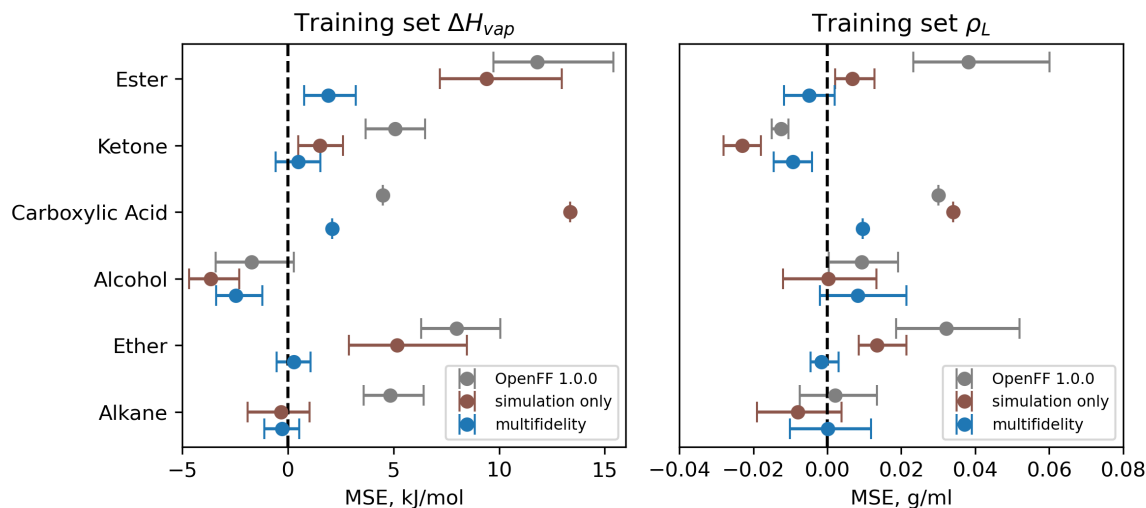 Training set ΔH_vap
Ester
Ketone
Carboxylic Acid
Alcohol
Ether
Alkane
OpenFF 1.0.0
simulation only
multifidelity
−5 0 5 10 15
MSE, kJ/mol
Training set ρ_L
OpenFF 1.0.0
simulation only
multifidelity
−0.04 −0.02 0.00 0.02 0.04 0.06 0.08
MSE, g/ml